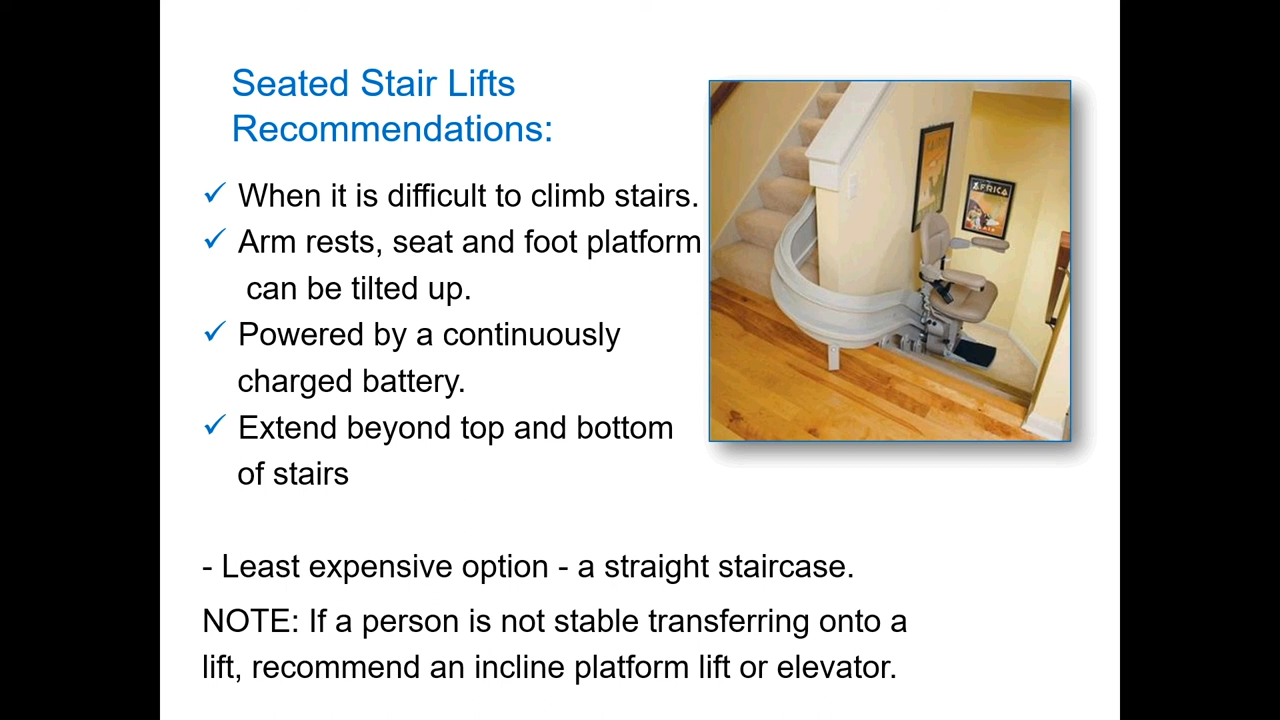 Seated Stair Lifts
Recommendations:
✓ When it is difficult to climb stairs.
✓ Arm rests, seat and foot platform
can be tilted up.
✓ Powered by a continuously
charged battery.
✓ Extend beyond top and bottom
of stairs
- Least expensive option - a straight staircase.
NOTE: If a person is not stable transferring onto a
lift, recommend an incline platform lift or elevator.
AFRICA